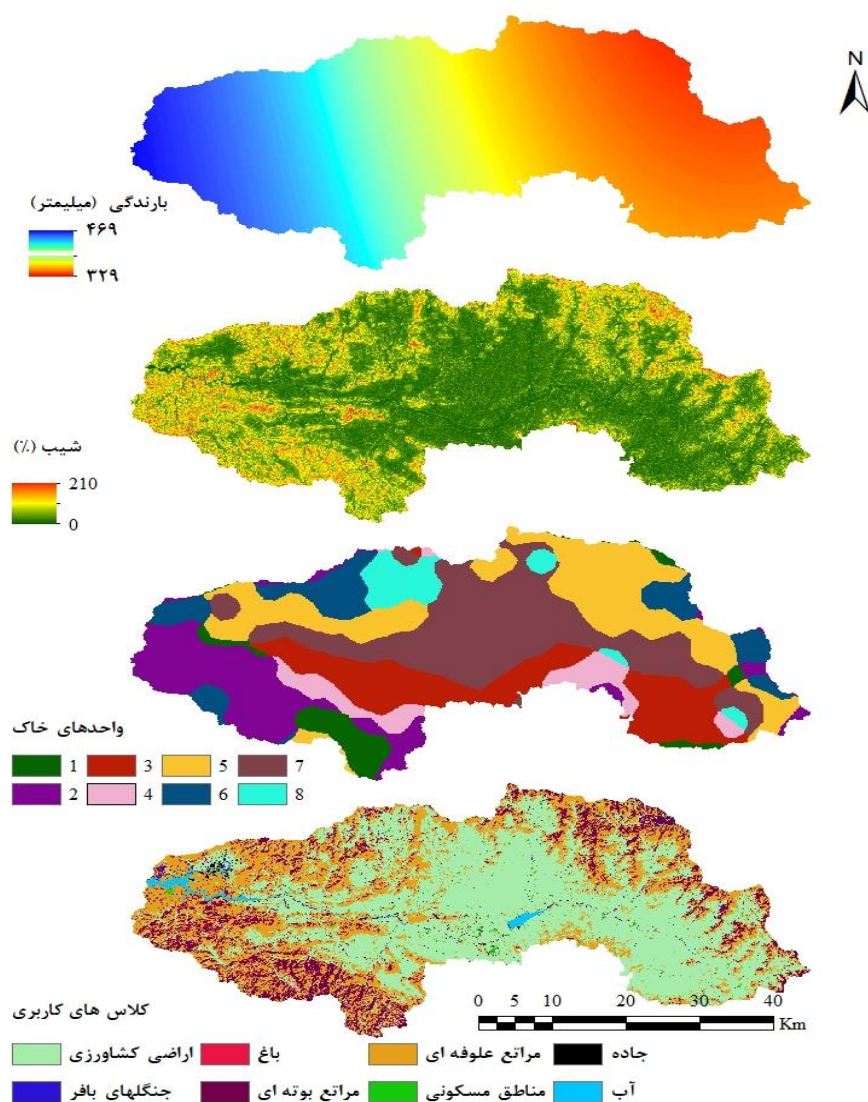 N
بارندگی (میلیمتر)
۴۶۹
۳۲۹
شیب (%)
210
0
واحدهای خاک
1 3 5 7
2 4 6 8
کلاس های کاربری
0 5 10 20 30 40
Km
اراضی کشاورزی باغ مراتع علوفه ای جاده
جنگلهای بافر مراتع بوته ای مناطق مسکونی آب